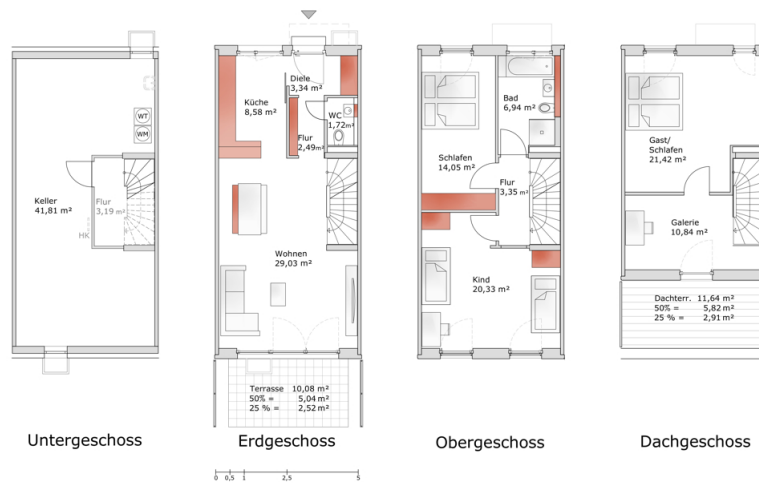 WT
WM
Keller
41,81 m²
Flur
3,19 m²
HK
Untergeschoss
Diele
3,34 m²
Küche
8,58 m²
WC
1,72m²
Flur
2,49m²
Wohnen
29,03 m²
Terrasse 10,08 m²
50% = 5,04 m²
25 % = 2,52 m²
Erdgeschoss
0 0,5 1 2,5 5
Bad
6,94 m²
Schlafen
14,05 m²
Flur
3,35 m²
Kind
20,33 m²
Obergeschoss
Gast/
Schlafen
21,42 m²
Galerie
10,84 m²
Dachterr. 11,64 m²
50% = 5,82 m²
25 % = 2,91 m²
Dachgeschoss